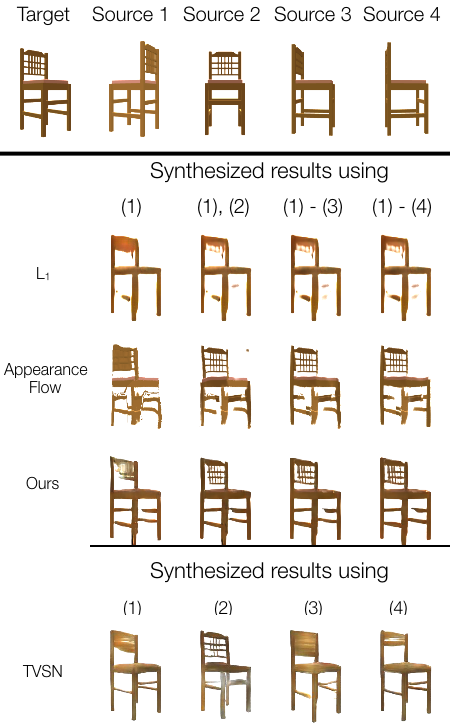 Target Source 1 Source 2 Source 3 Source 4
Synthesized results using
(1) (1), (2) (1) - (3) (1) - (4)
L1
Appearance
Flow
Ours
Synthesized results using
(1) (2) (3) (4)
TVSN